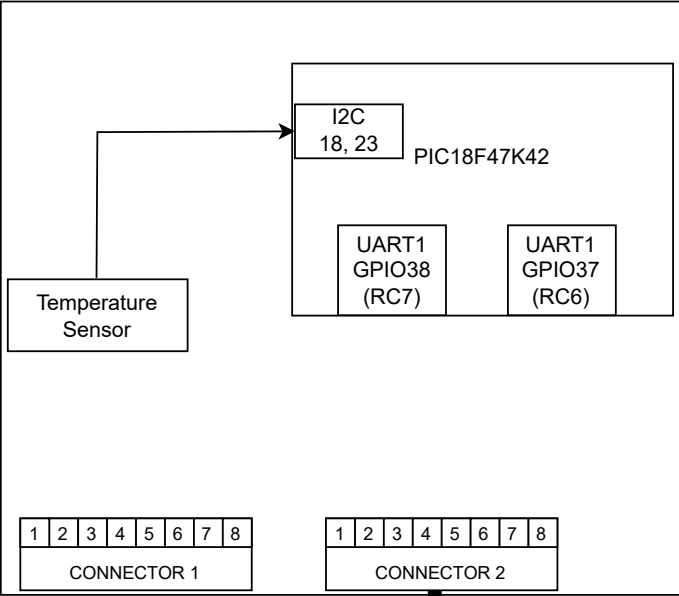 I2C
18, 23
PIC18F47K42
UART1
GPIO38
(RC7)
UART1
GPIO37
(RC6)
Temperature
Sensor
1 2 3 4 5 6 7 8
CONNECTOR 1
1 2 3 4 5 6 7 8
CONNECTOR 2